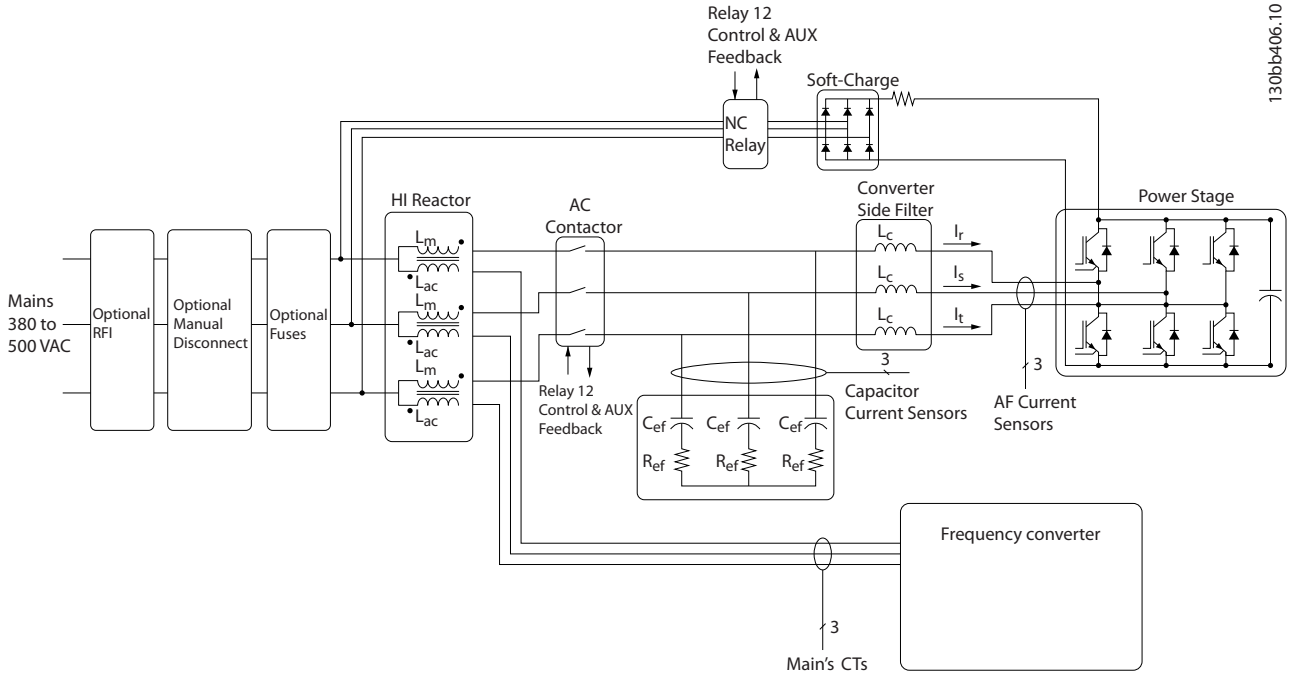 Relay 12
Control & AUX
Feedback
130bb406.10
Soft-Charge
NC
Relay
HI Reactor
AC
Contactor
Converter
Side Filter
Power Stage
Mains
380 to
500 VAC
Optional
RFI
Optional
Manual
Disconnect
Optional
Fuses
Lm
Lac
Lm
Lac
Lm
Lac
Lc
Ir
Lc
Is
Lc
It
Relay 12
Control & AUX
Feedback
3
Capacitor
Current Sensors
3
AF Current
Sensors
Cef Cef Cef
Ref Ref Ref
Frequency converter
3
Main's CTs